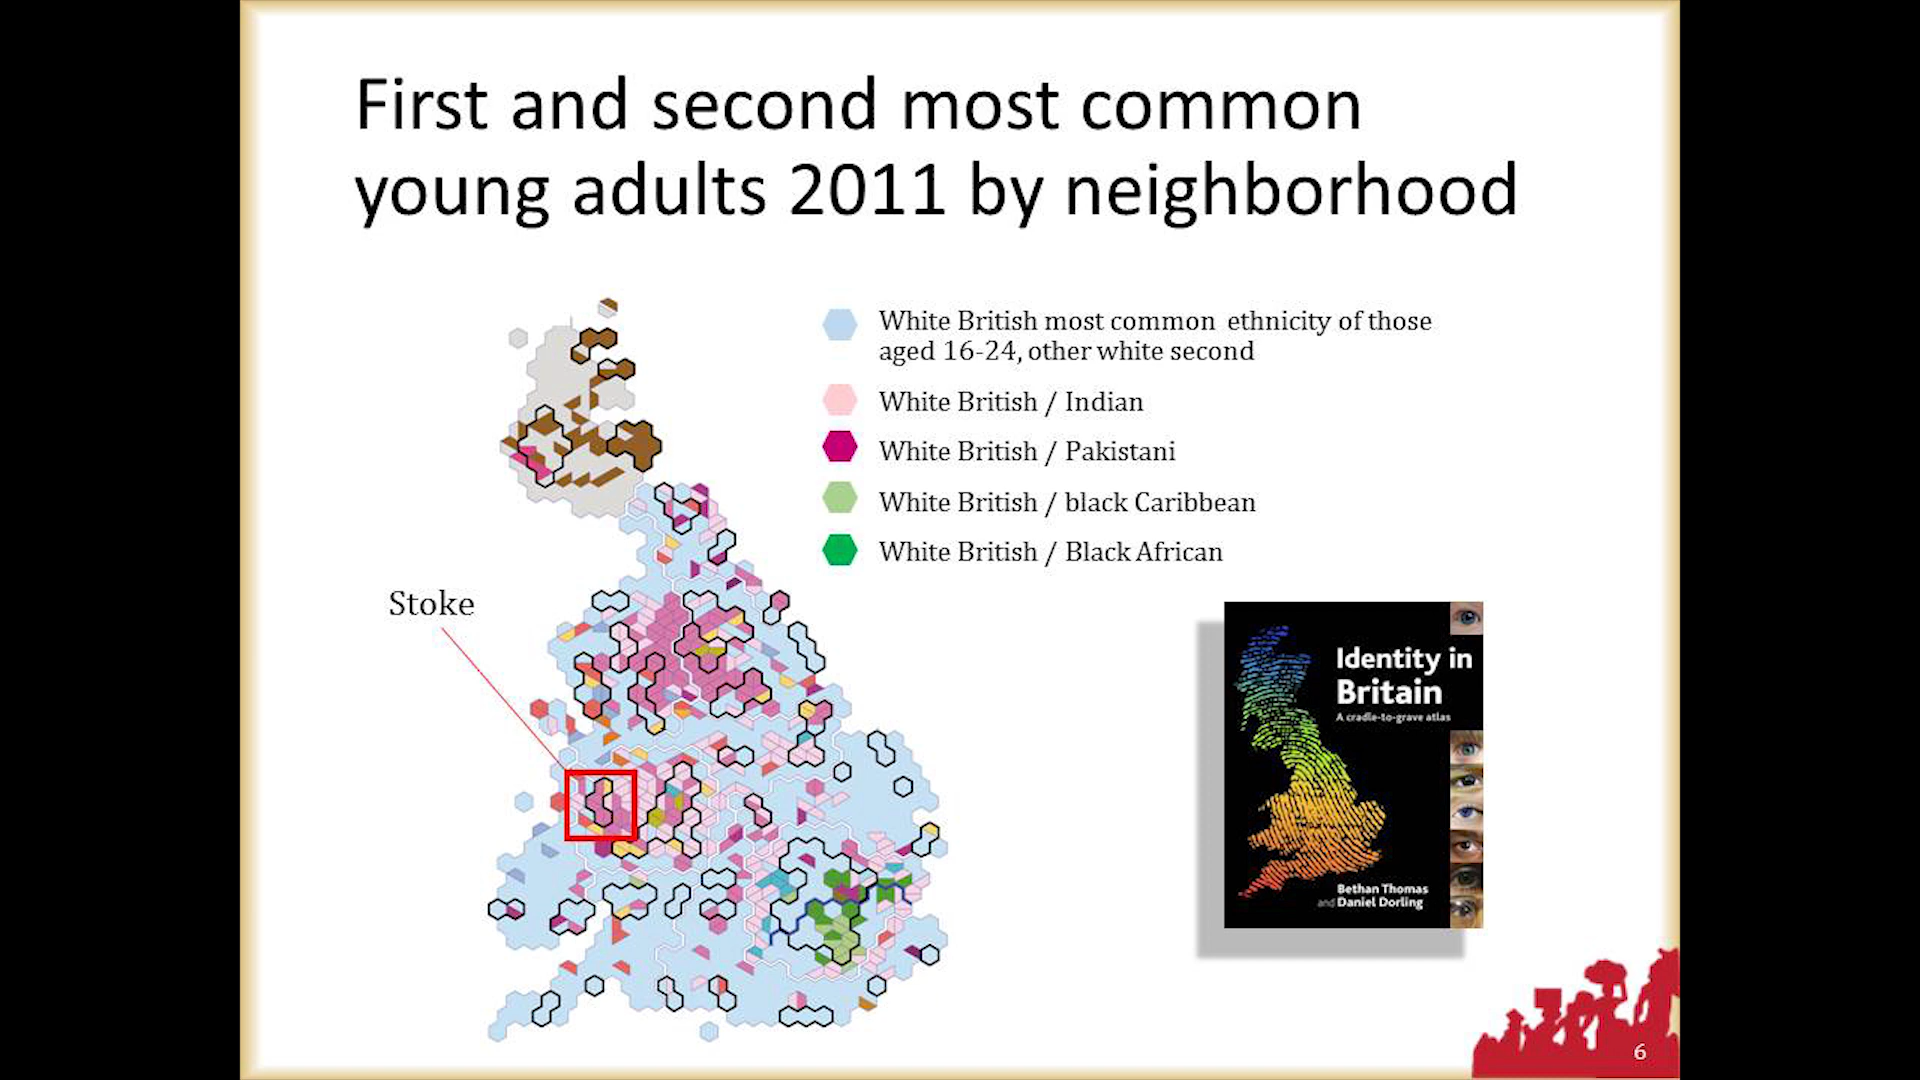 First and second most common
young adults 2011 by neighborhood
White British most common ethnicity of those
aged 16-24, other white second
White British / Indian
White British / Pakistani
White British / black Caribbean
White British / Black African
Stoke
Identity in
Britain
A cradle-to-grave atlas
Bethan Thomas
and Daniel Dorling
6